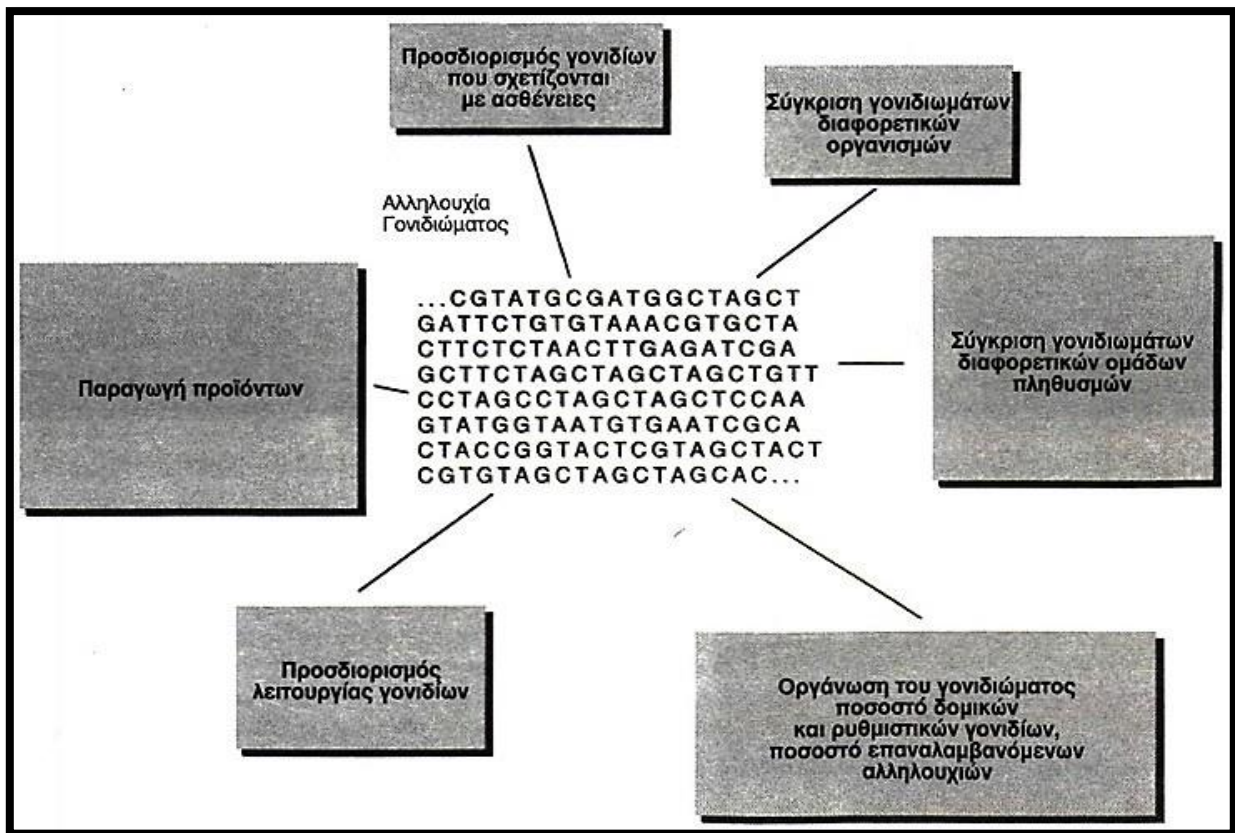 Προσδιορισμός γονιδίων
που σχετίζονται
με ασθένειες
Σύγκριση γονιδιωμάτων
διαφορετικών
οργανισμών
Αλληλουχία
Γονιδιώματος
...CGTATGCGATGGCTAGCT
GATTCTGTGTAAACGTGCTA
CTTCTCTAACTTGAGATCGA
GCTTCTAGCTAGCTAGCTGTT
CCTAGCCTAGCTAGCTCCAA
GTATGGTAATGTGAATCGCA
CTACCGGTACTCGTAGCTACT
CGTGTAGCTAGCTAGCAC...
Παραγωγή προϊόντων
Σύγκριση γονιδιωμάτων
διαφορετικών ομάδων
πληθυσμών
Προσδιορισμός
λειτουργίας γονιδίων
Οργάνωση του γονιδιώματος
ποσοστό δομικών
και ρυθμιστικών γονιδίων,
ποσοστό επαναλαμβανόμενων
αλληλουχιών